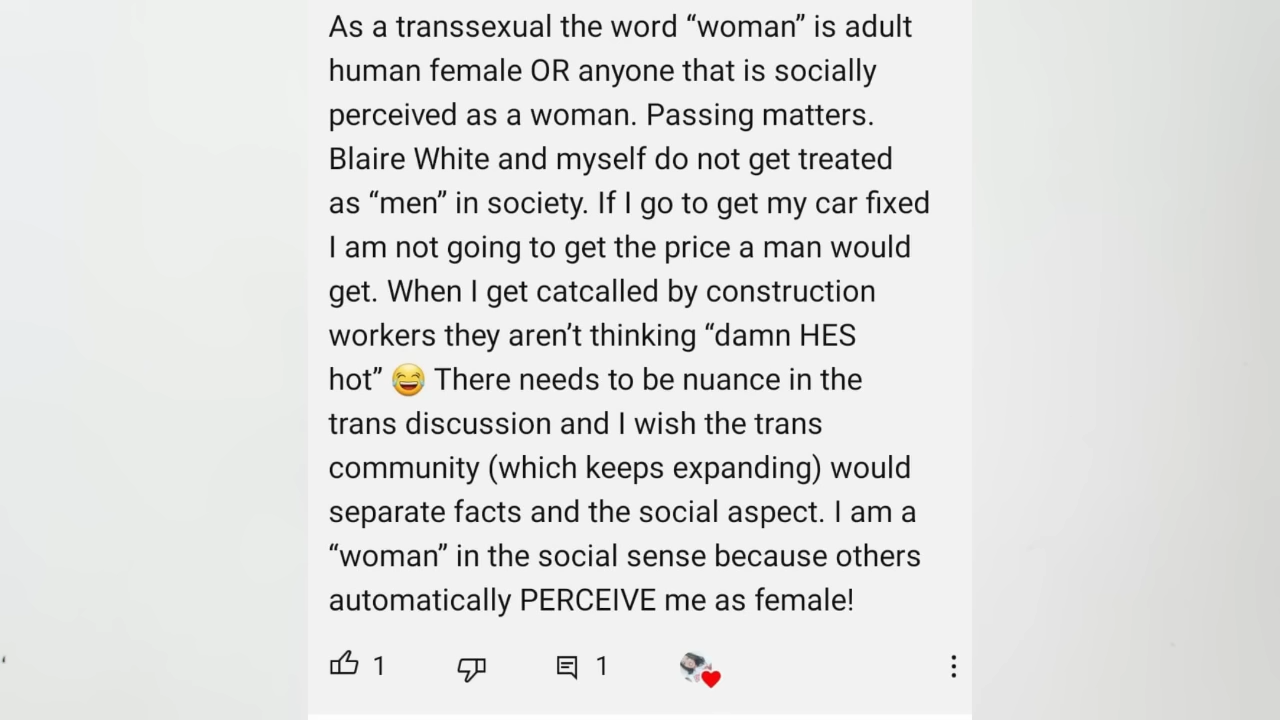 As a transsexual the word “woman” is adult
human female OR anyone that is socially
perceived as a woman. Passing matters.
Blaire White and myself do not get treated
as “men” in society. If I go to get my car fixed
I am not going to get the price a man would
get. When I get catcalled by construction
workers they aren’t thinking “damn HES
hot” 😂 There needs to be nuance in the
trans discussion and I wish the trans
community (which keeps expanding) would
separate facts and the social aspect. I am a
“woman” in the social sense because others
automatically PERCEIVE me as female!
1 1